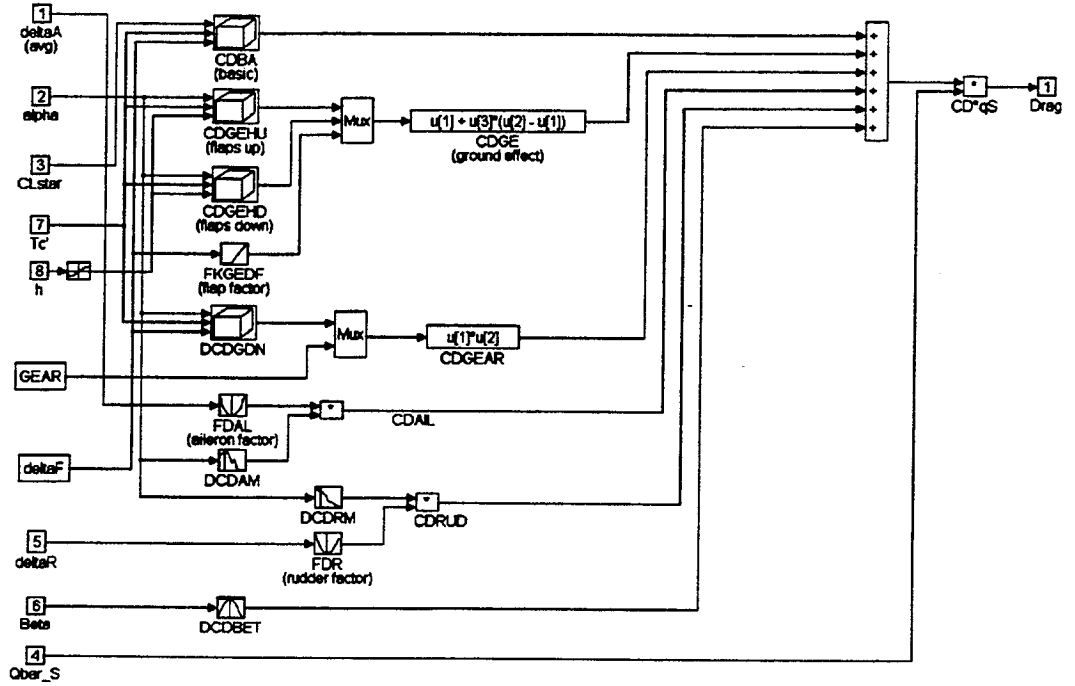 1
deltaA
(avg)
CDBA
(basic)
2
alpha
CDGEHU
(flaps up)
Mux
u[1] + u[3]*(u[2] - u[1])
CDGE
(ground effect)
+
+
+
+
+
+
*
CD*qS
1
Drag
3
CLstar
CDGEHD
(flaps down)
7
Tc'
8
h
FKGEDF
(flap factor)
DCDGDN
Mux
u[1]*u[2]
CDGEAR
GEAR
FDAL
(aileron factor)
*
CDAIL
deltaF
DCDAM
DCDRM
*
CDRUD
5
deltaR
FDR
(rudder factor)
6
Beta
DCDBET
4
Qbar_S